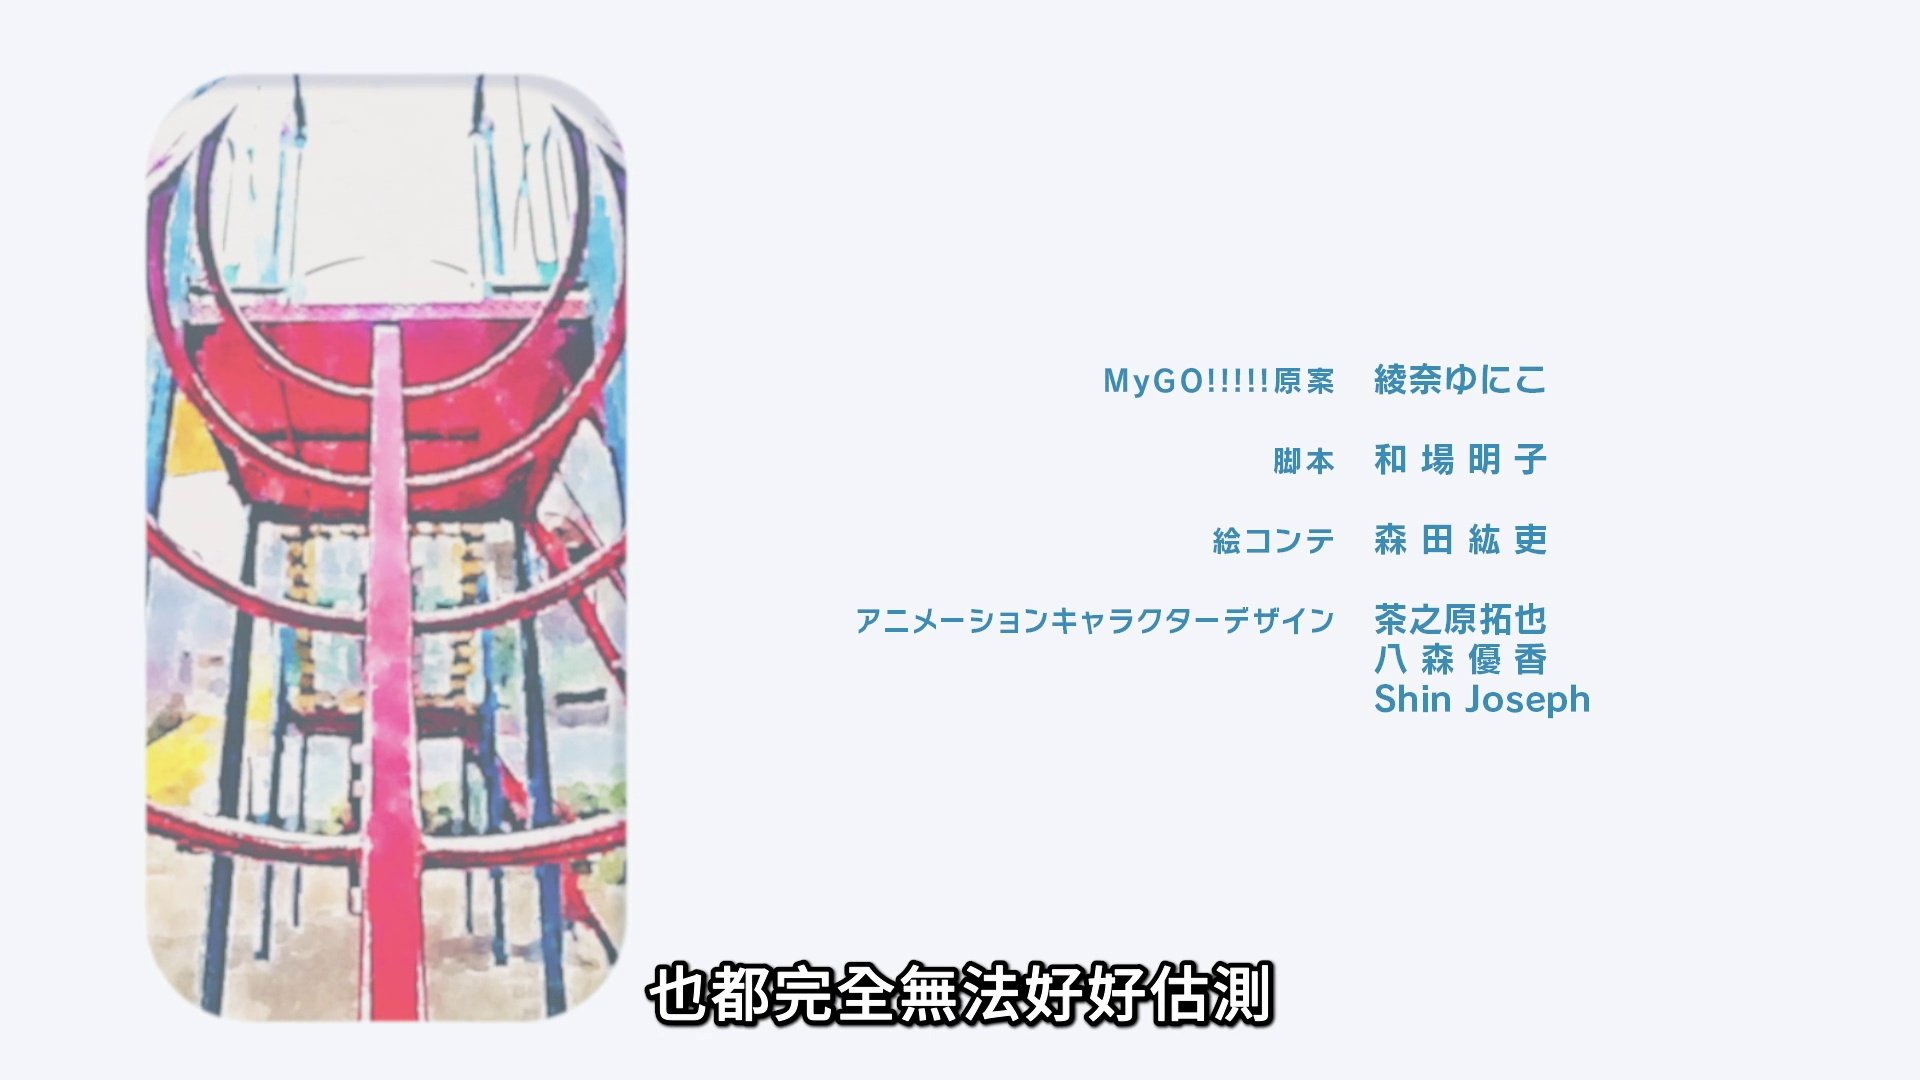 MyGO!!!!!原案 綾奈ゆにこ
脚本 和場明子
絵コンテ 森田紘吏
アニメーションキャラクターデザイン 茶之原拓也
八森優香
Shin Joseph
也都完全無法好好估測